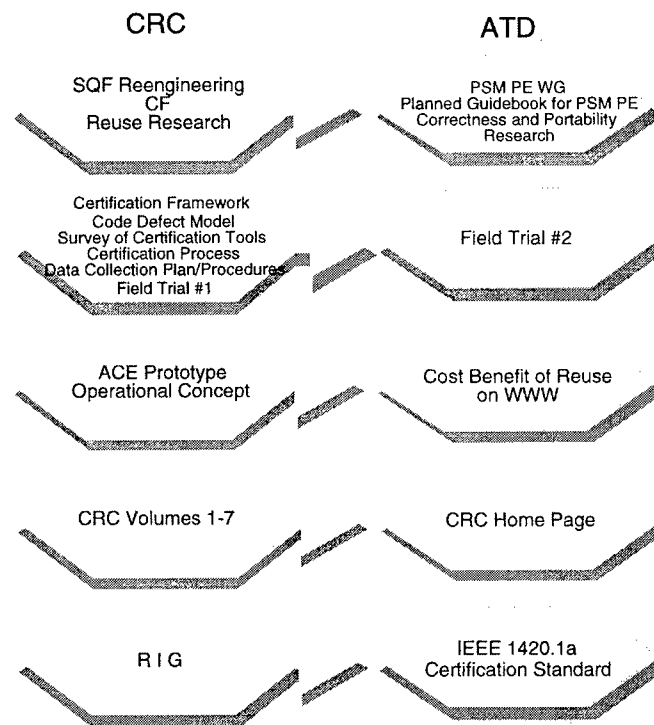 CRC
SQF Reengineering
CF
Reuse Research
Certification Framework
Code Defect Model
Survey of Certification Tools
Certification Process
Data Collection Plan/Procedures
Field Trial #1
ACE Prototype
Operational Concept
CRC Volumes 1-7
R I G
ATD
PSM PE WG
Planned Guidebook for PSM PE
Correctness and Portability
Research
Field Trial #2
Cost Benefit of Reuse
on WWW
CRC Home Page
IEEE 1420.1a
Certification Standard